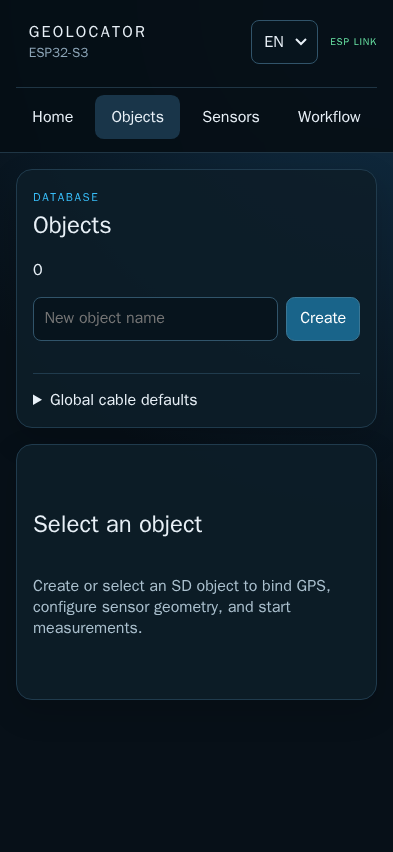 GEOLOCATOR
ESP32-S3
EN
ESP LINK
Home
Objects
Sensors
Workflow
DATABASE
Objects
0
New object name
Create
Global cable defaults
Select an object
Create or select an SD object to bind GPS,
configure sensor geometry, and start
measurements.